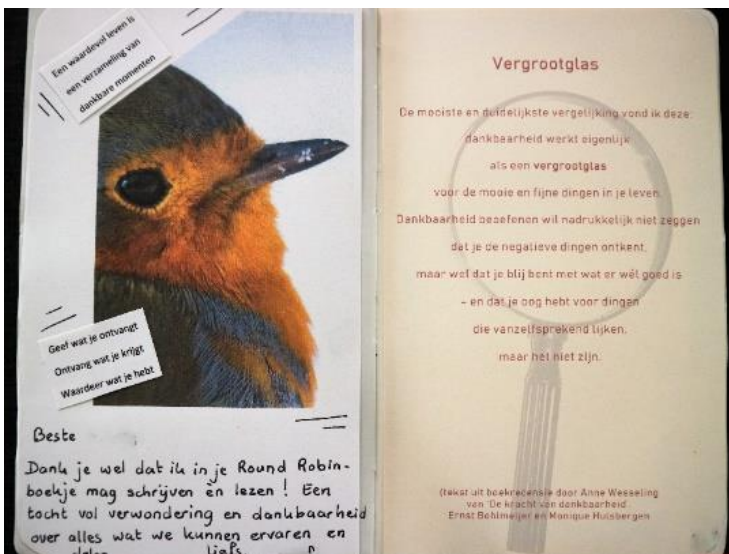 Een waardevol leven is
een verzameling van
dankbare momenten
Geef wat je ontvangt
Ontvang wat je krijgt
Waardeer wat je hebt
Beste
Dank je wel dat ik in je Round Robin-
boekje mag schrijven èn lezen! Een
tocht vol verwondering en dankbaarheid
over alles wat we kunnen ervaren en
delen liefs
Vergrootglas
De mooiste en duidelijkste vergelijking vond ik deze:
dankbaarheid werkt eigenlijk
als een vergrootglas
voor de mooie en fijne dingen in je leven.
Dankbaarheid beoefenen wil nadrukkelijk niet zeggen
dat je de negatieve dingen ontkent,
maar wel dat je blij bent met wat er wél goed is
– en dat je oog hebt voor dingen
die vanzelfsprekend lijken,
maar het niet zijn.
(tekst uit boekrecensie door Anne Wesseling
van 'De kracht van dankbaarheid',
Ernst Bohlmeijer en Monique Hulsbergen